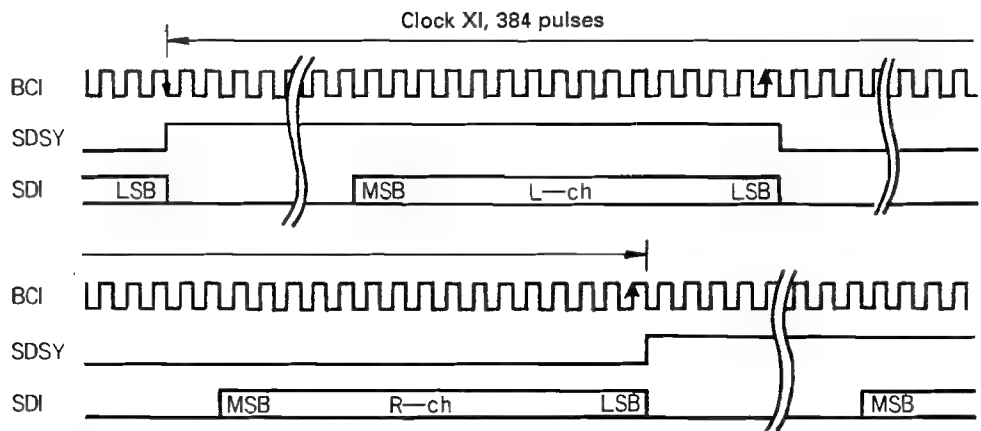 Clock XI, 384 pulses
BCI
SDSY
SDI LSB MSB L—ch LSB
BCI
SDSY
SDI MSB R—ch LSB MSB